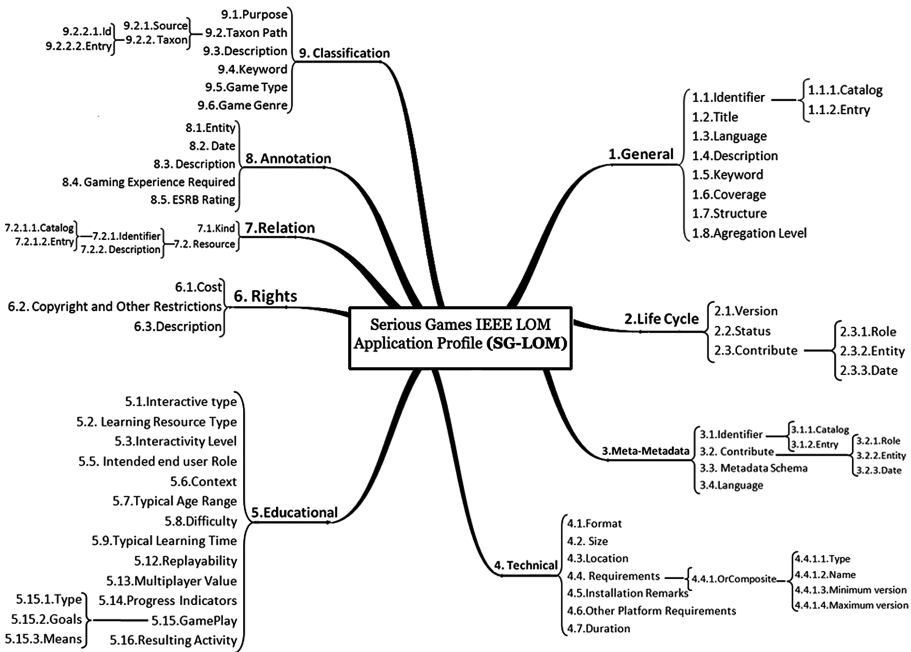 Serious Games IEEE LOM
Application Profile (SG-LOM)
1.General
1.1.Identifier
1.1.1.Catalog
1.1.2.Entry
1.2.Title
1.3.Language
1.4.Description
1.5.Keyword
1.6.Coverage
1.7.Structure
1.8.Agregation Level
2.Life Cycle
2.1.Version
2.2.Status
2.3.Contribute
2.3.1.Role
2.3.2.Entity
2.3.3.Date
3.Meta-Metadata
3.1.Identifier
3.1.1.Catalog
3.1.2.Entry
3.2. Contribute
3.2.1.Role
3.2.2.Entity
3.2.3.Date
3.3. Metadata Schema
3.4.Language
4. Technical
4.1.Format
4.2. Size
4.3.Location
4.4. Requirements
4.4.1.OrComposite
4.4.1.1.Type
4.4.1.2.Name
4.4.1.3.Minimum version
4.4.1.4.Maximum version
4.5.Installation Remarks
4.6.Other Platform Requirements
4.7.Duration
5.Educational
5.1.Interactive type
5.2. Learning Resource Type
5.3.Interactivity Level
5.5. Intended end user Role
5.6.Context
5.7.Typical Age Range
5.8.Difficulty
5.9.Typical Learning Time
5.12.Replayability
5.13.Multiplayer Value
5.14.Progress Indicators
5.15.GamePlay
5.15.1.Type
5.15.2.Goals
5.15.3.Means
5.16.Resulting Activity
6. Rights
6.1.Cost
6.2. Copyright and Other Restrictions
6.3.Description
7.Relation
7.1.Kind
7.2. Resource
7.2.1.Identifier
7.2.1.1.Catalog
7.2.1.2.Entry
7.2.2. Description
8. Annotation
8.1.Entity
8.2. Date
8.3. Description
8.4. Gaming Experience Required
8.5. ESRB Rating
9. Classification
9.1.Purpose
9.2.Taxon Path
9.2.1.Source
9.2.2. Taxon
9.2.2.1.Id
9.2.2.2.Entry
9.3.Description
9.4.Keyword
9.5.Game Type
9.6.Game Genre